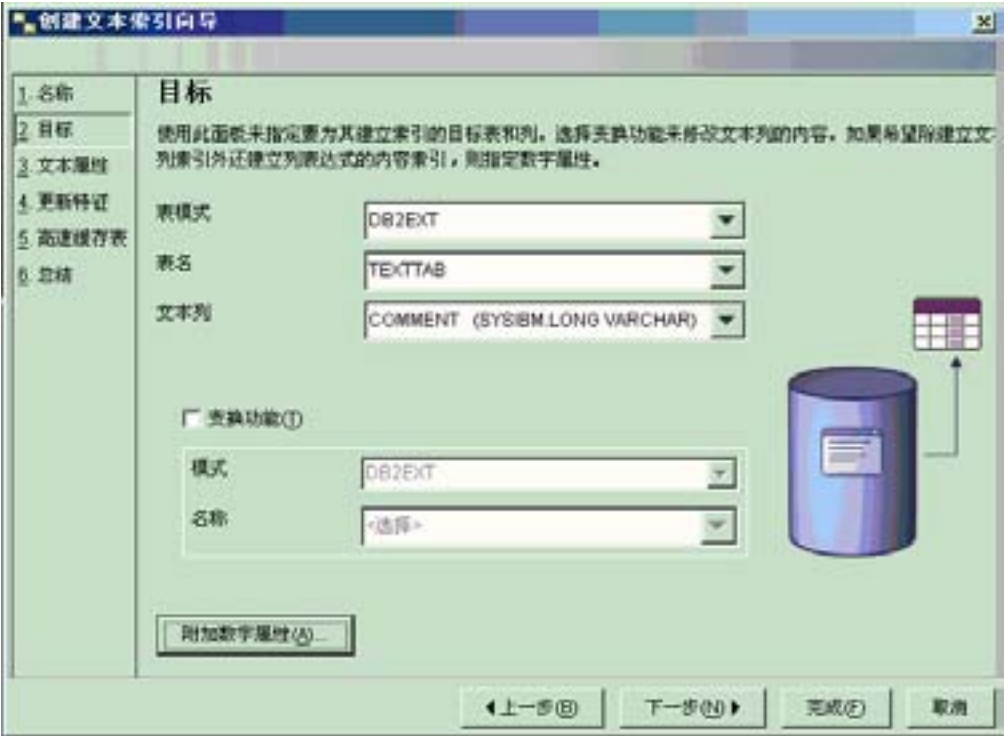 创建文本索引向导
1. 名称
2. 目标
3. 文本属性
4. 更新特征
5. 高速缓存表
6. 总结
目标
使用此面板来指定要为其建立索引的目标表和列。选择变换功能来修改文本列的内容。如果希望除建立文
列索引外还建立列表达式的内容索引,则指定数字属性。
表模式
DB2EXT
表名
TEXTTAB
文本列
COMMENT (SYSIBM.LONG VARCHAR)
变换功能(T)
模式
DB2EXT
名称
<选择>
附加数字属性(A)...
上一步(B)
下一步(N)
完成(F)
取消